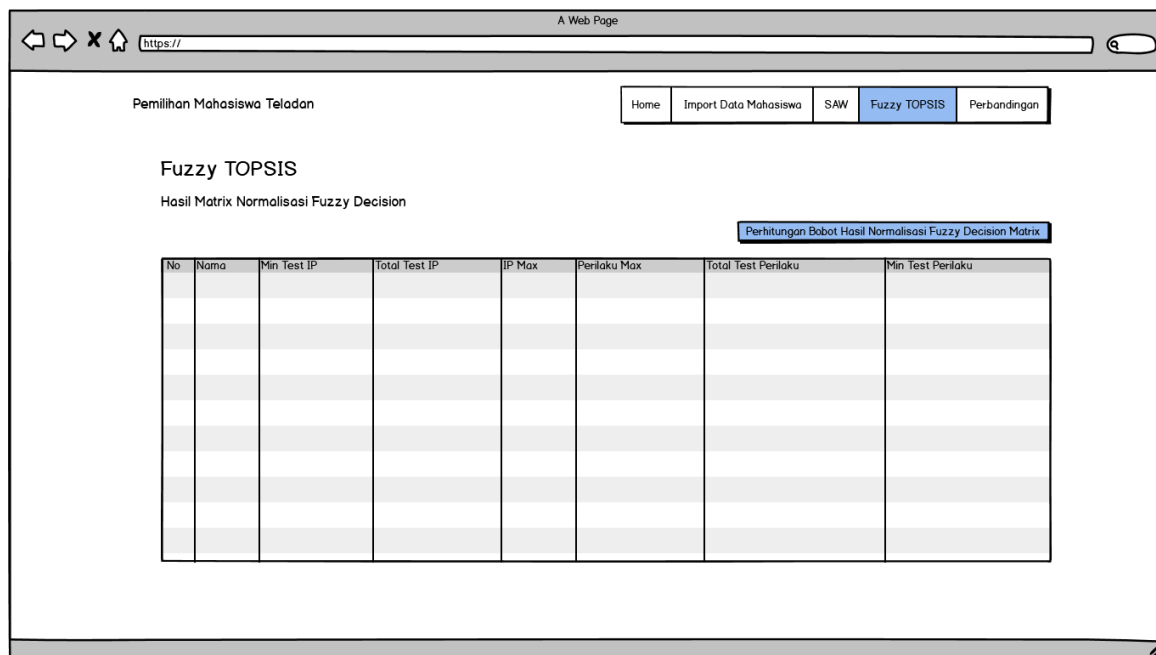 A Web Page
https://
Pemilihan Mahasiswa Teladan
Home Import Data Mahasiswa SAW Fuzzy TOPSIS Perbandingan
Fuzzy TOPSIS
Hasil Matrix Normalisasi Fuzzy Decision
Perhitungan Bobot Hasil Normalisasi Fuzzy Decision Matrix
No Nama Min Test IP Total Test IP IP Max Perilaku Max Total Test Perilaku Min Test Perilaku